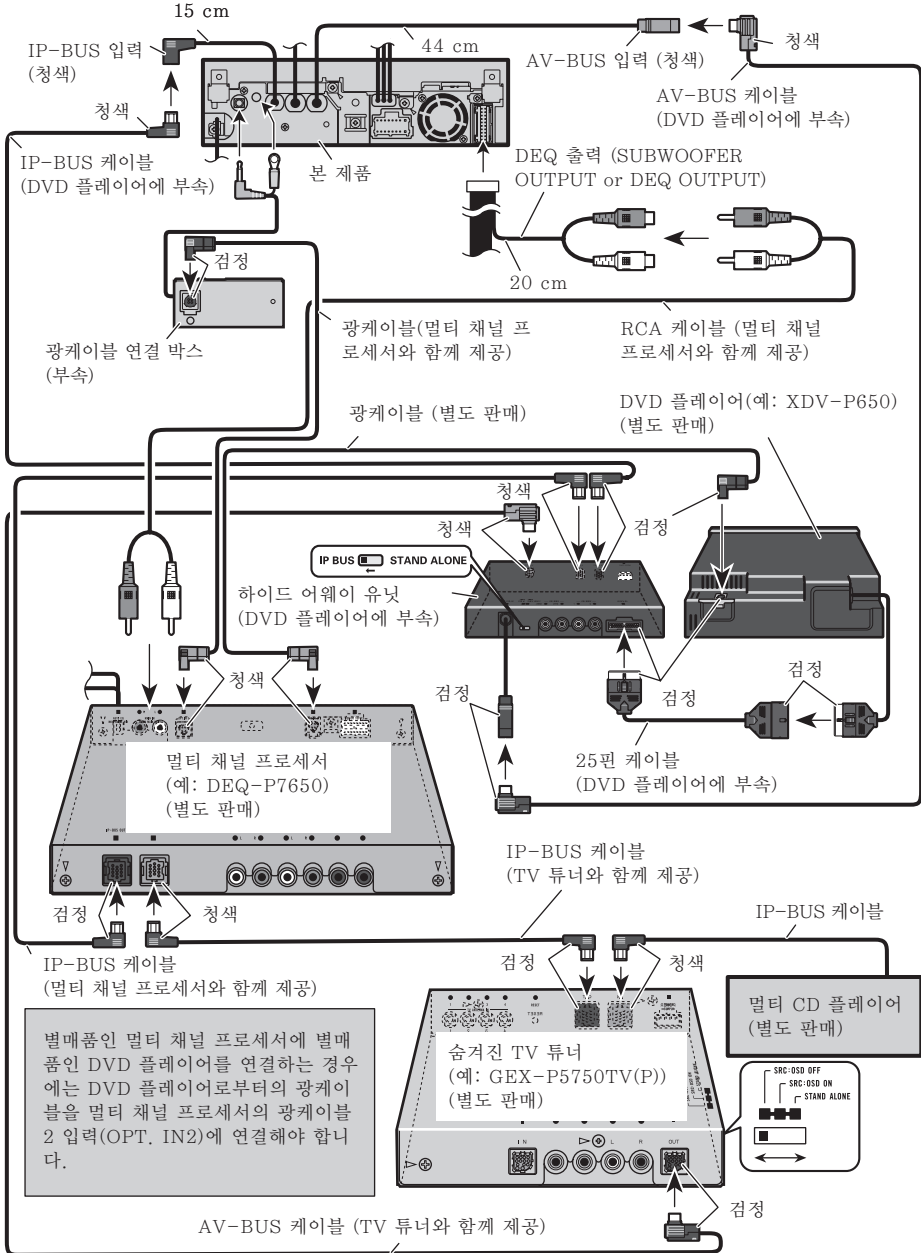 15 cm
IP-BUS 입력
(청색)
44 cm
AV-BUS 입력 (청색)
청색
청색
AV-BUS 케이블
(DVD 플레이어에 부속)
IP-BUS 케이블
(DVD 플레이어에 부속)
본 제품
DEQ 출력 (SUBWOOFER
OUTPUT or DEQ OUTPUT)
검정
20 cm
광케이블 연결 박스
(부속)
광케이블(멀티 채널 프
로세서와 함께 제공)
RCA 케이블 (멀티 채널
프로세서와 함께 제공)
광케이블 (별도 판매)
DVD 플레이어(예: XDV-P650)
(별도 판매)
청색
청색
검정
검정
IP BUS STAND ALONE
하이드 어웨이 유닛
(DVD 플레이어에 부속)
청색
검정
검정
검정
멀티 채널 프로세서
(예: DEQ-P7650)
(별도 판매)
25핀 케이블
(DVD 플레이어에 부속)
IP-BUS OUT
IP-BUS 케이블
(TV 튜너와 함께 제공)
검정
청색
IP-BUS 케이블
검정
청색
IP-BUS 케이블
(멀티 채널 프로세서와 함께 제공)
멀티 CD 플레이어
(별도 판매)
별매품인 멀티 채널 프로세서에 별매
품인 DVD 플레이어를 연결하는 경우
에는 DVD 플레이어로부터의 광케이
블을 멀티 채널 프로세서의 광케이블
2 입력(OPT. IN2)에 연결해야 합니
다.
숨겨진 TV 튜너
(예: GEX-P5750TV(P))
(별도 판매)
SRC:OSD OFF
SRC:OSD ON
STAND ALONE
IN
L
R
OUT
검정
AV-BUS 케이블 (TV 튜너와 함께 제공)